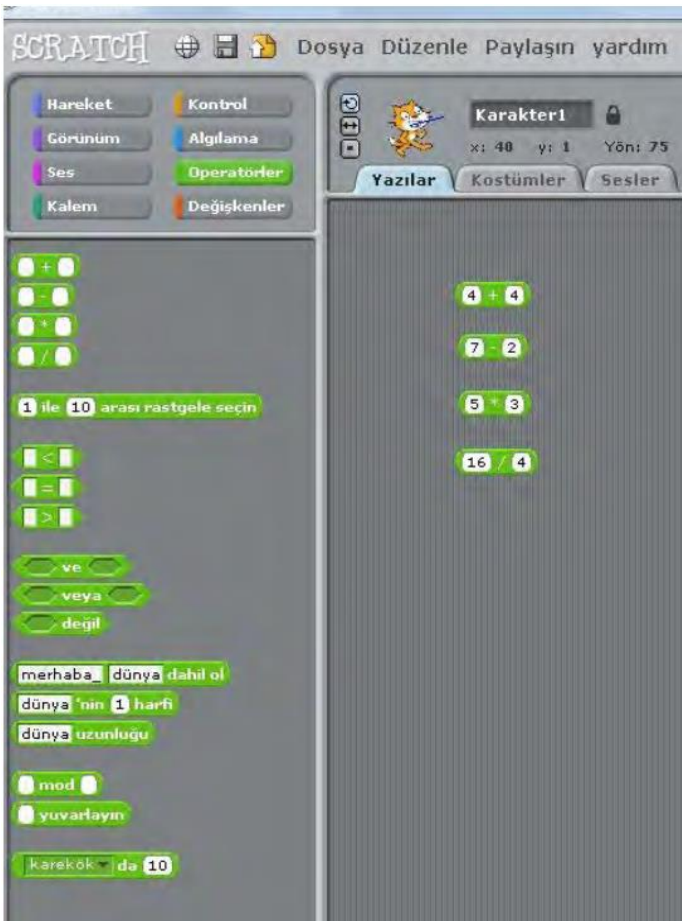 SCRATCH Dosya Düzenle Paylaşın yardım
Hareket Kontrol
Görünüm Algılama
Ses Operatörler
Kalem Değişkenler
Karakter1
x: 40 y: 1 Yön: 75
Yazılar Kostümler Sesler
+
-
*
/
1 ile 10 arası rastgele seçin
<
=
>
ve
veya
değil
merhaba_ dünya dahil ol
dünya 'nin 1 harfi
dünya uzunluğu
mod
yuvarlayın
karekök da 10
4 + 4
7 - 2
5 * 3
16 / 4